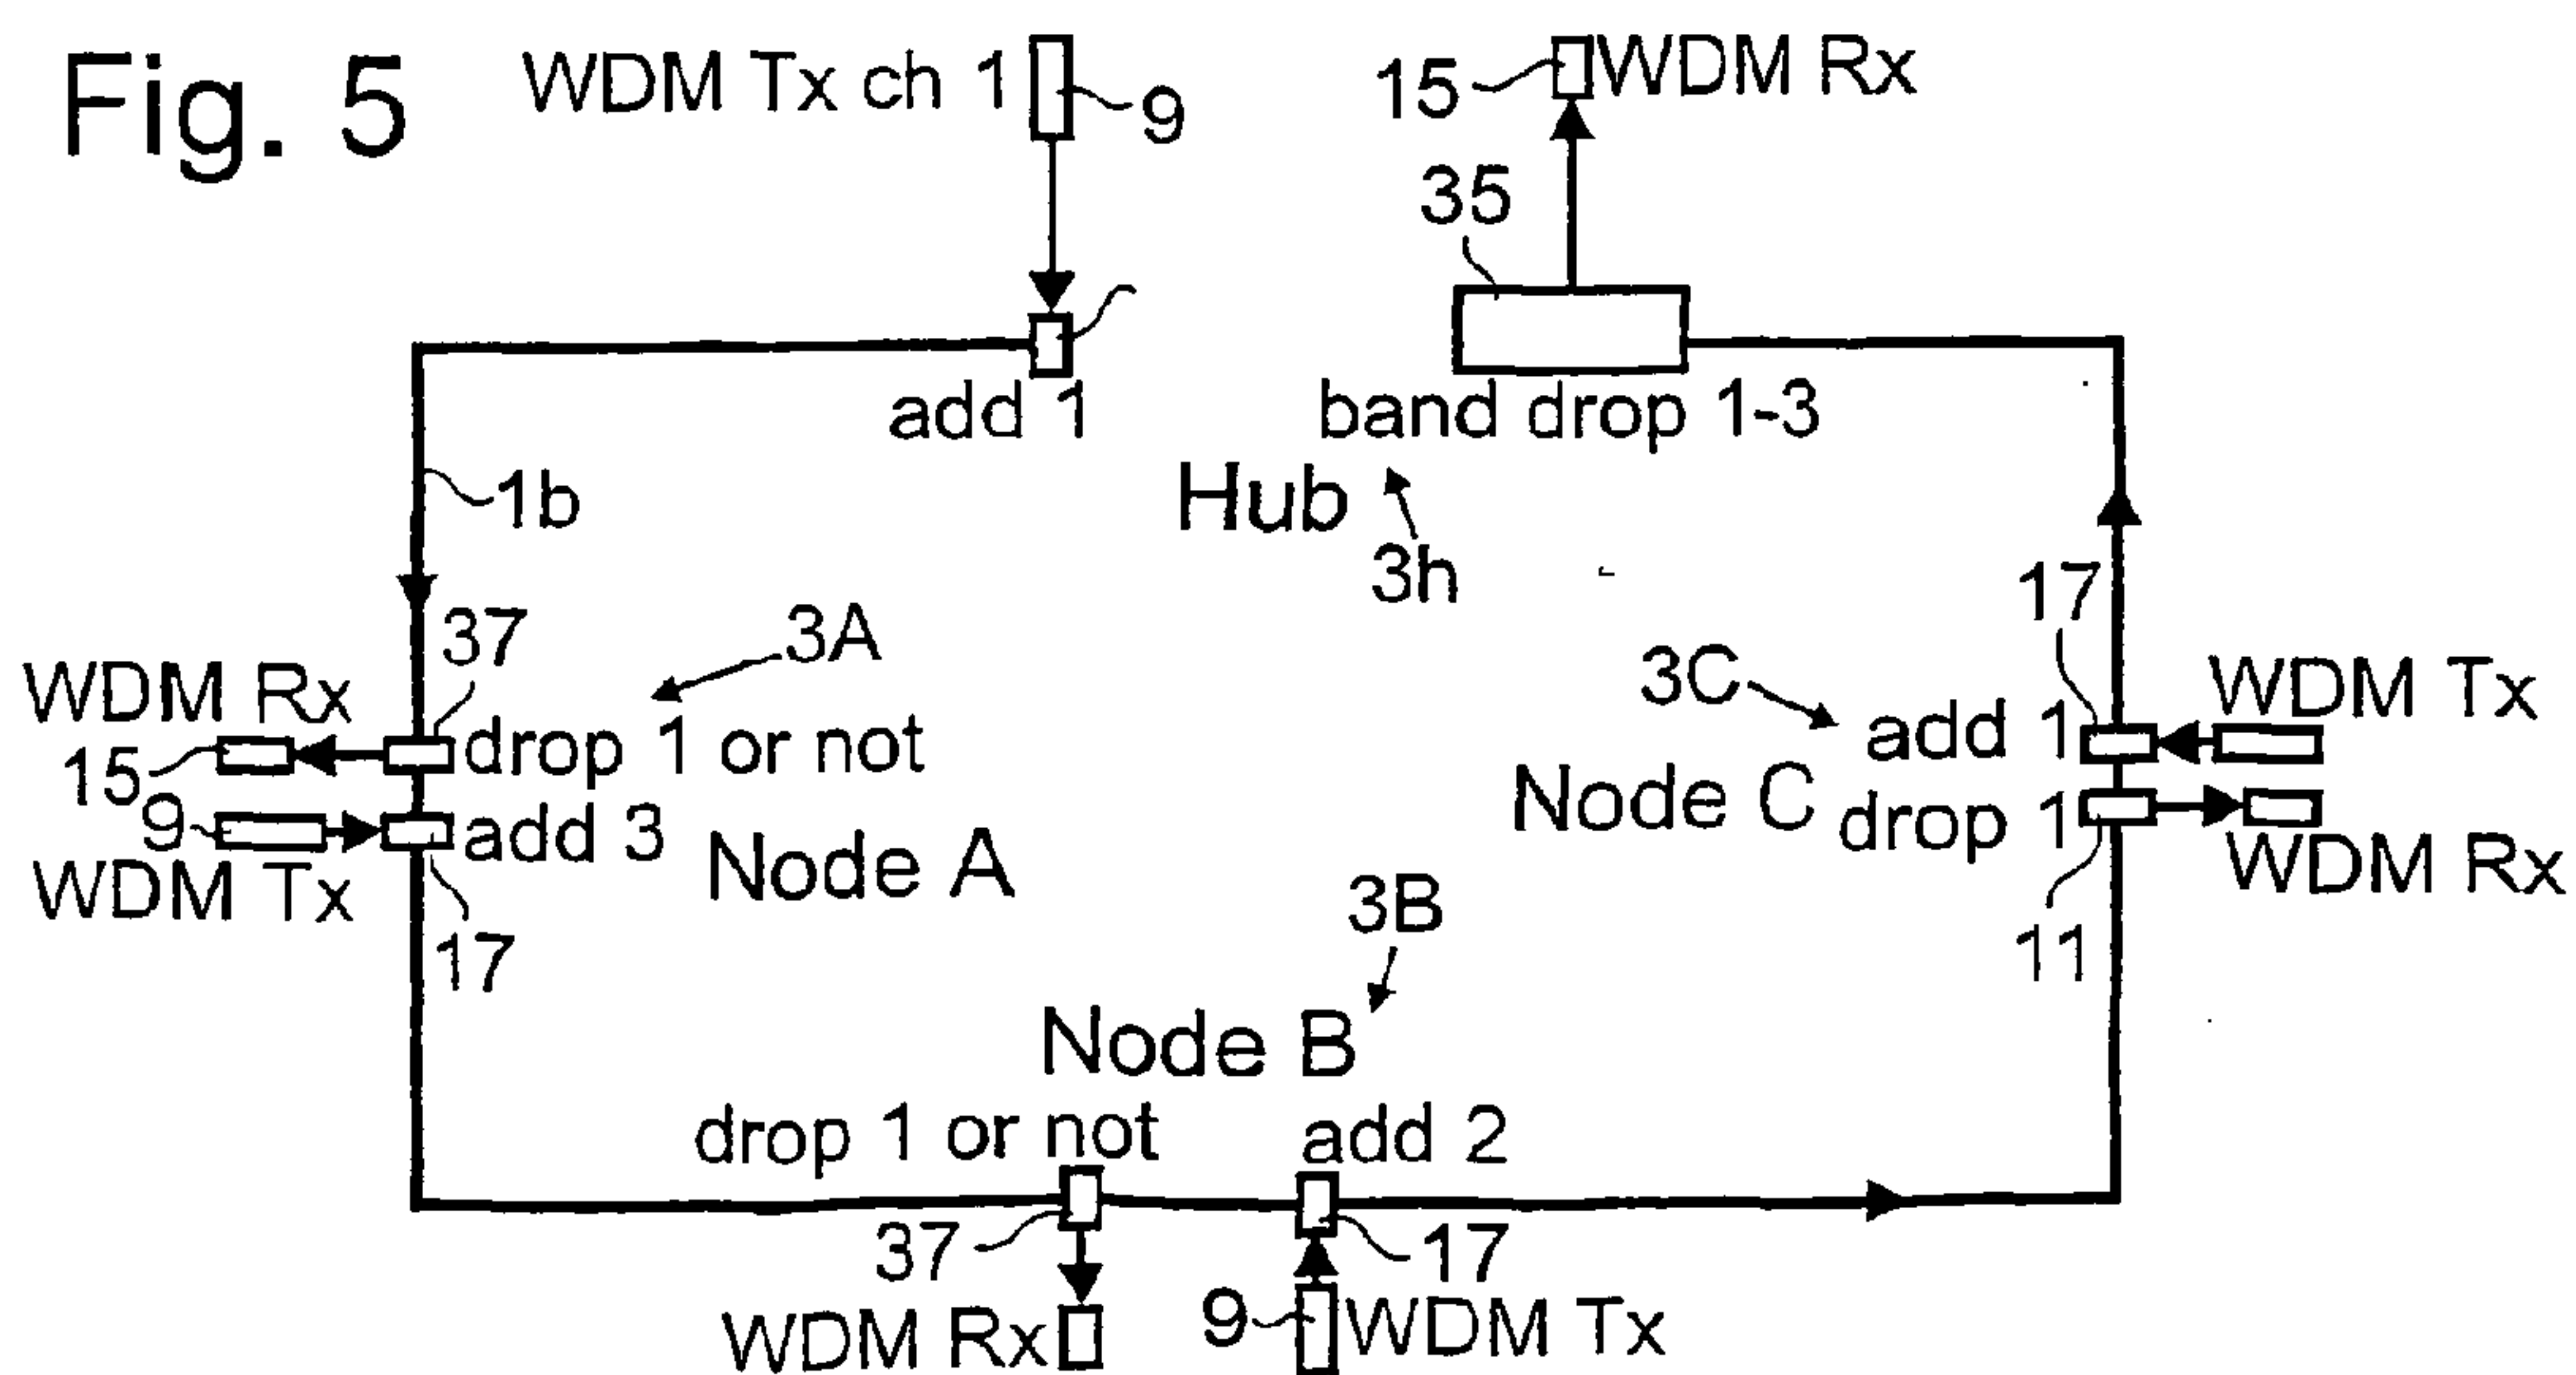 Fig. 5
WDM Tx ch 1
9
15
WDM Rx
35
add 1
band drop 1-3
Hub
3h
1b
37
3A
WDM Rx
drop 1 or not
15
9
add 3
WDM Tx
Node A
17
17
3C
add 1
WDM Tx
Node C
drop 1
WDM Rx
11
3B
Node B
drop 1 or not
add 2
37
17
WDM Rx
9
WDM Tx